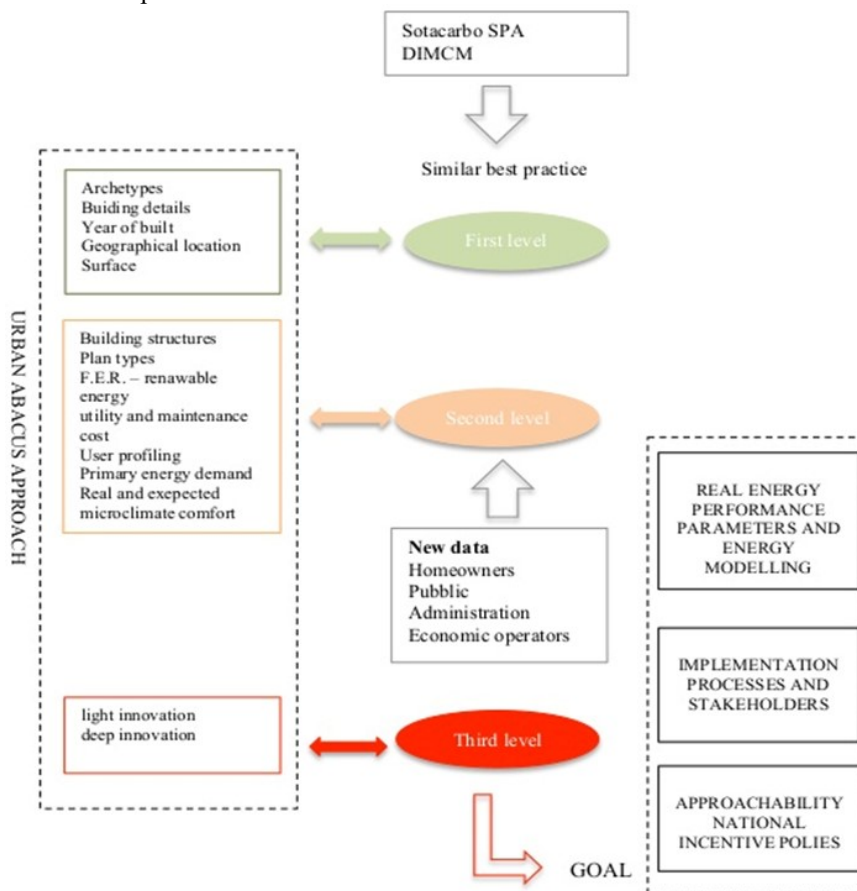 Sotacarbo SPA
DIMCM
Similar best practice
URBAN ABACUS APPROACH
Archetypes
Buiding details
Year of built
Geographical location
Surface
First level
Building structures
Plan types
F.E.R. – renawable
energy
utility and maintenance
cost
User profiling
Primary energy demand
Real and exepected
microclimate comfort
Second level
New data
Homeowners
Pubblic
Administration
Economic operators
light innovation
deep innovation
Third level
GOAL
REAL ENERGY
PERFORMANCE
PARAMETERS AND
ENERGY
MODELLING
IMPLEMENTATION
PROCESSES AND
STAKEHOLDERS
APPROACHABILITY
NATIONAL
INCENTIVE POLIES